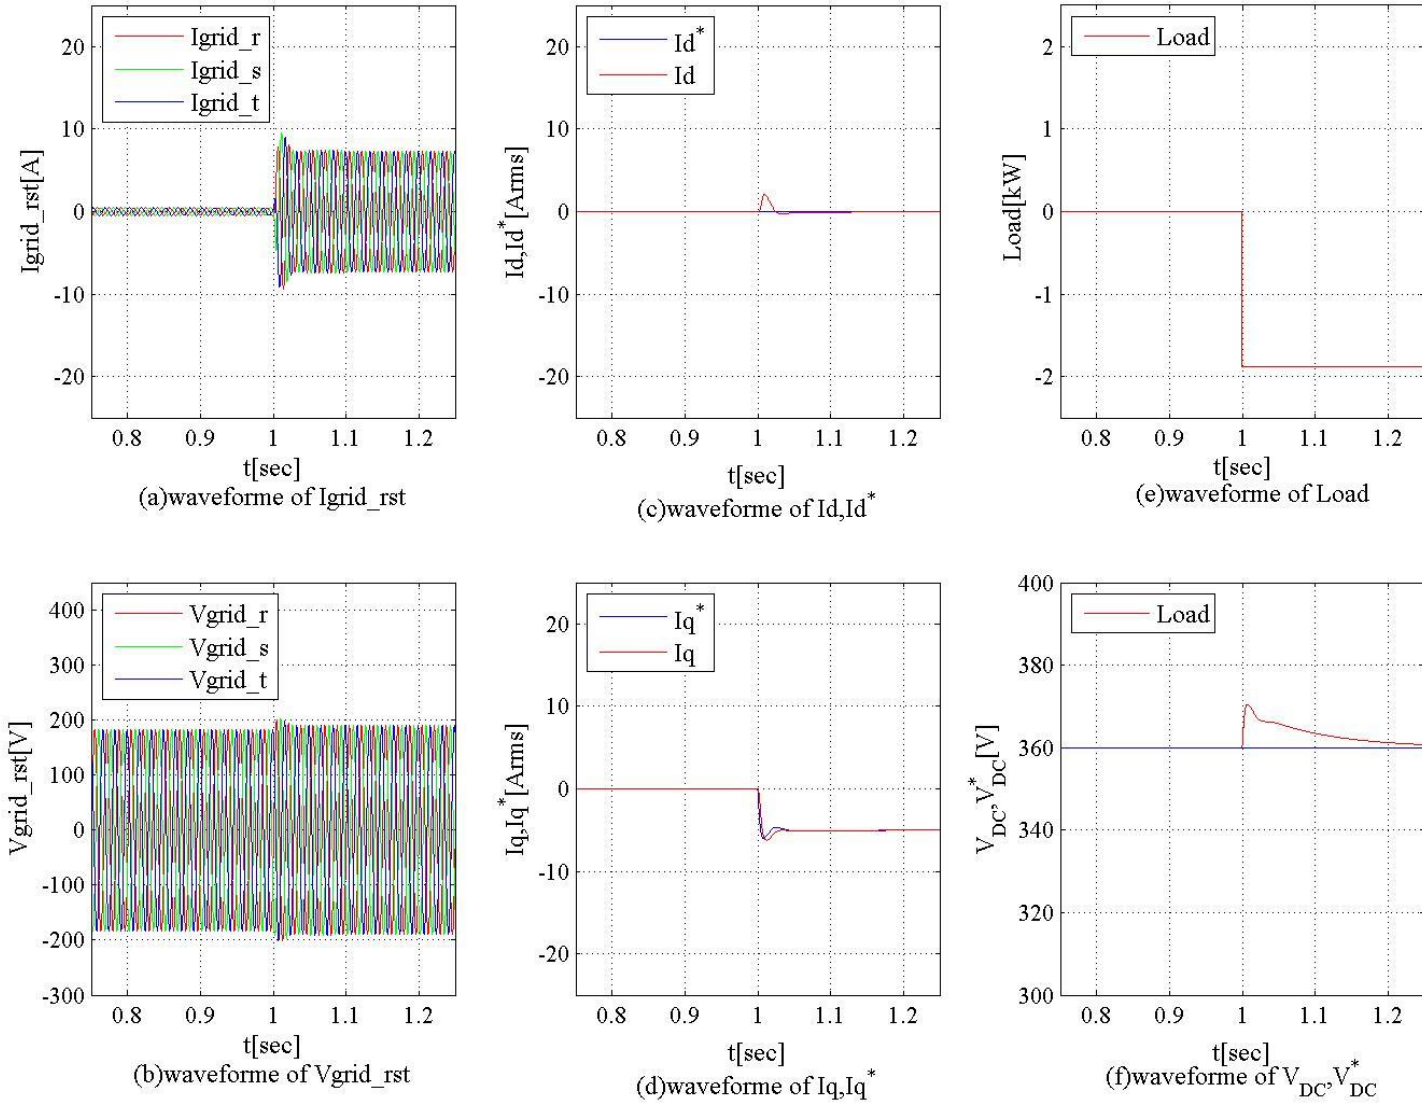 Igrid_r
Igrid_s
Igrid_t
20
10
0
-10
-20
Igrid_rst[A]
0.8 0.9 1 1.1 1.2
t[sec]
(a)waveforme of Igrid_rst
Id*
Id
20
10
0
-10
-20
Id,Id*[Arms]
0.8 0.9 1 1.1 1.2
t[sec]
(c)waveforme of Id,Id*
Load
2
1
0
-1
-2
Load[kW]
0.8 0.9 1 1.1 1.2
t[sec]
(e)waveforme of Load
Vgrid_r
Vgrid_s
Vgrid_t
400
300
200
100
0
-100
-200
-300
Vgrid_rst[V]
0.8 0.9 1 1.1 1.2
t[sec]
(b)waveforme of Vgrid_rst
Iq*
Iq
20
10
0
-10
-20
Iq,Iq*[Arms]
0.8 0.9 1 1.1 1.2
t[sec]
(d)waveforme of Iq,Iq*
Load
400
380
360
340
320
300
V_DC,V*_DC[V]
0.8 0.9 1 1.1 1.2
t[sec]
(f)waveforme of V_DC,V*_DC